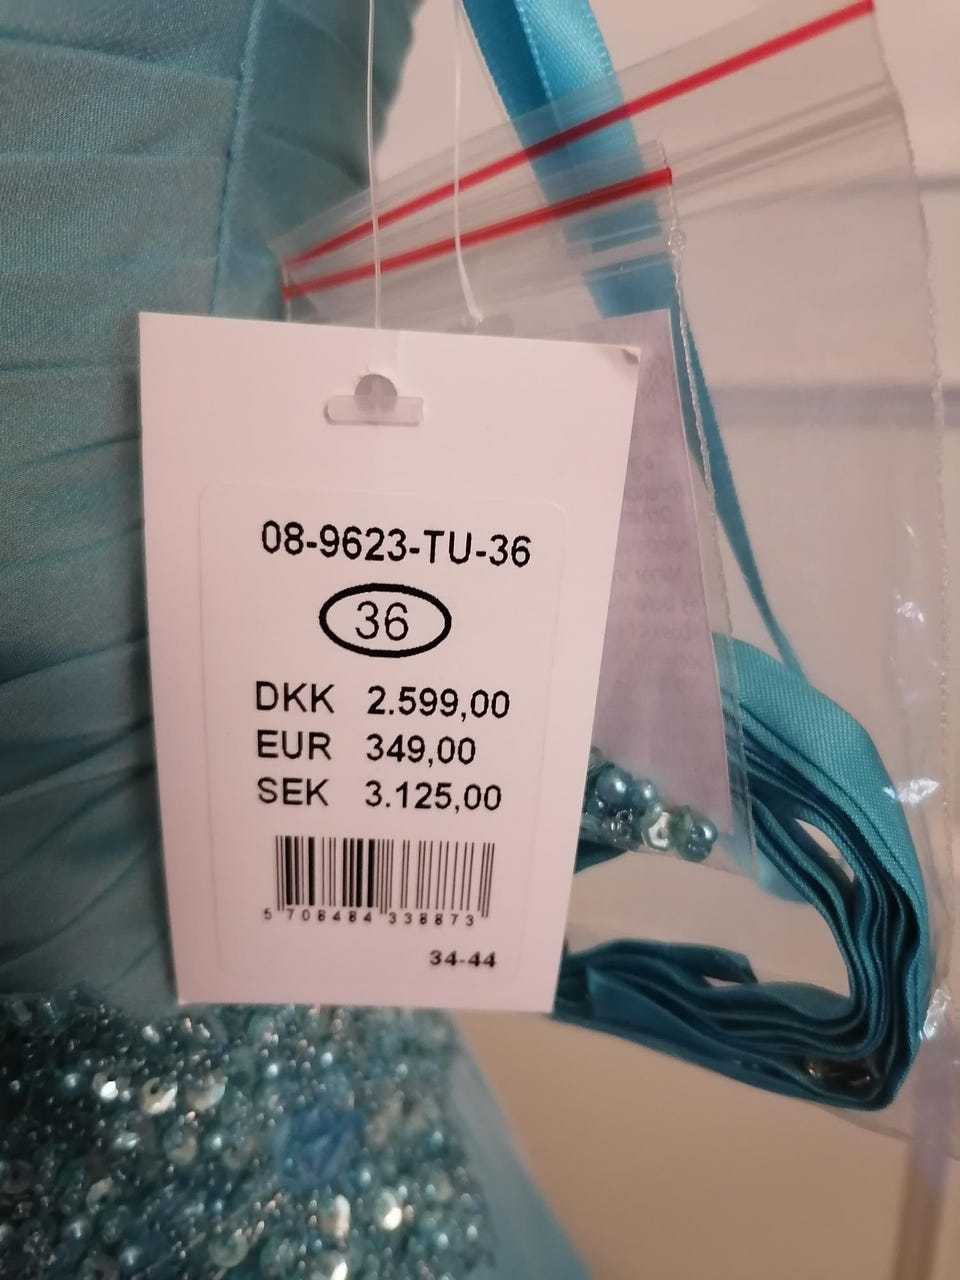 08-9623-TU-36
36
DKK 2.599,00
EUR 349,00
SEK 3.125,00
5 708484 338873
34-44